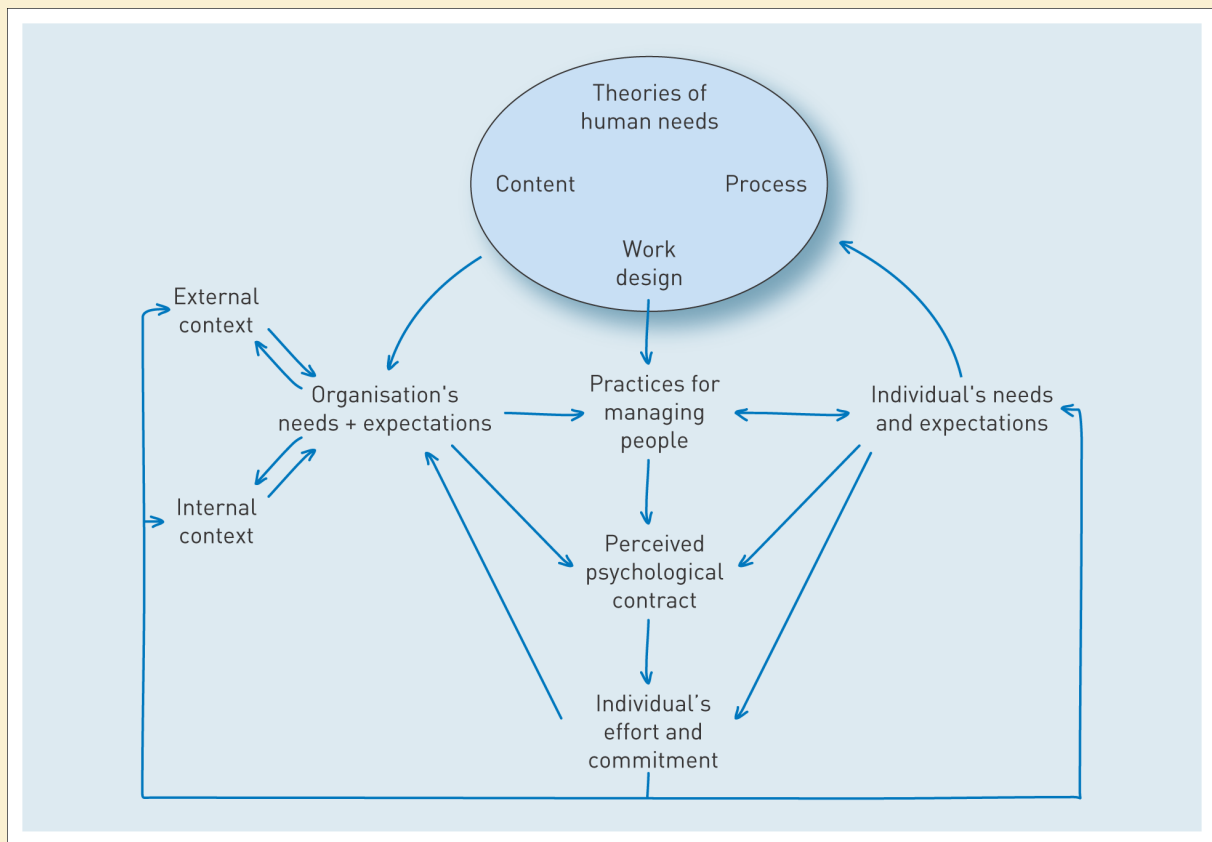 Theories of
human needs
Content
Process
Work
design
External
context
Organisation's
needs + expectations
Practices for
managing
people
Individual's needs
and expectations
Internal
context
Perceived
psychological
contract
Individual’s
effort and
commitment